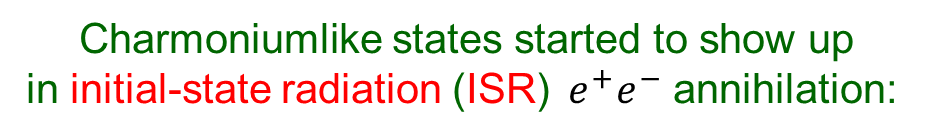 Charmoniumlike states started to show up
in initial-state radiation (ISR) e⁺e⁻ annihilation: